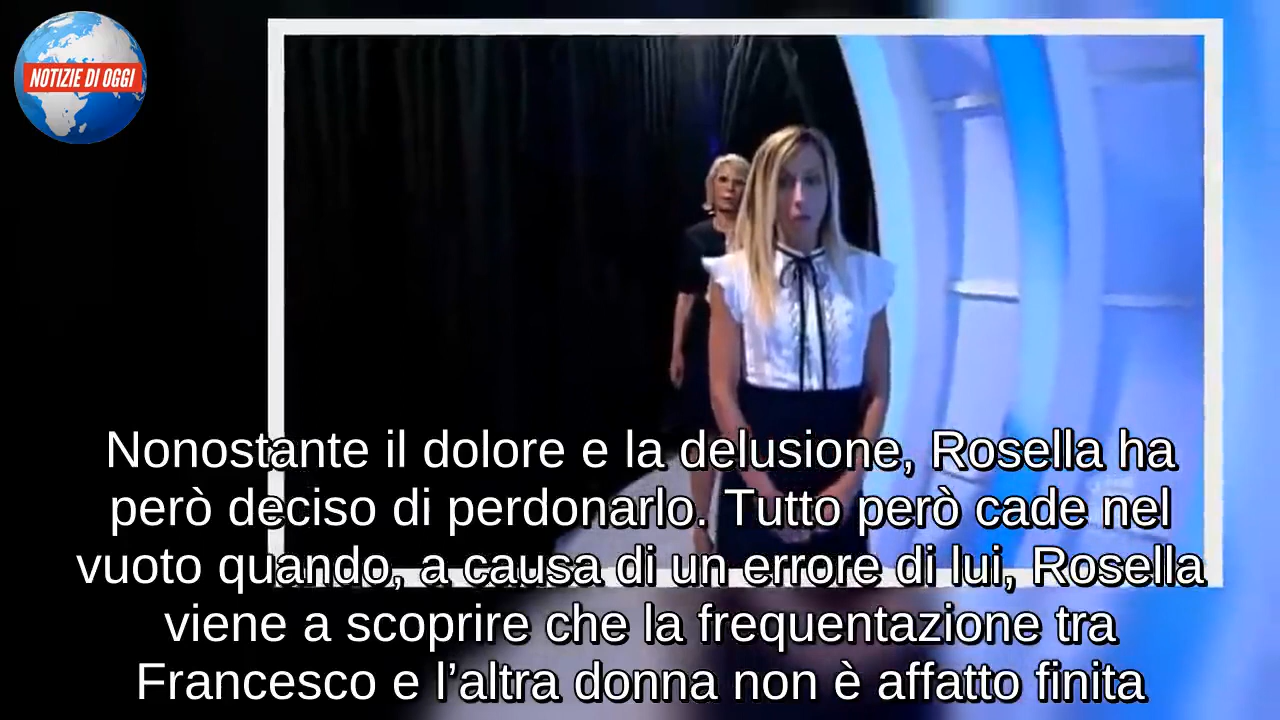 NOTIZIE DI OGGI
Nonostante il dolore e la delusione, Rosella ha
però deciso di perdonarlo. Tutto però cade nel
vuoto quando, a causa di un errore di lui, Rosella
viene a scoprire che la frequentazione tra
Francesco e l’altra donna non è affatto finita